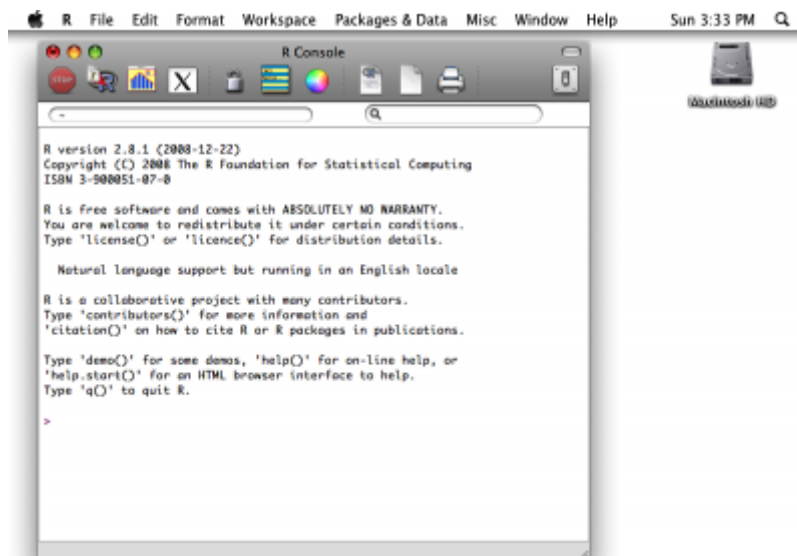 R File Edit Format Workspace Packages & Data Misc Window Help Sun 3:33 PM
R Console
STOP R X
Macintosh HD
~
R version 2.8.1 (2008-12-22)
Copyright (C) 2008 The R Foundation for Statistical Computing
ISBN 3-900051-07-0
R is free software and comes with ABSOLUTELY NO WARRANTY.
You are welcome to redistribute it under certain conditions.
Type 'license()' or 'licence()' for distribution details.
Natural language support but running in an English locale
R is a collaborative project with many contributors.
Type 'contributors()' for more information and
'citation()' on how to cite R or R packages in publications.
Type 'demo()' for some demos, 'help()' for on-line help, or
'help.start()' for an HTML browser interface to help.
Type 'q()' to quit R.
>